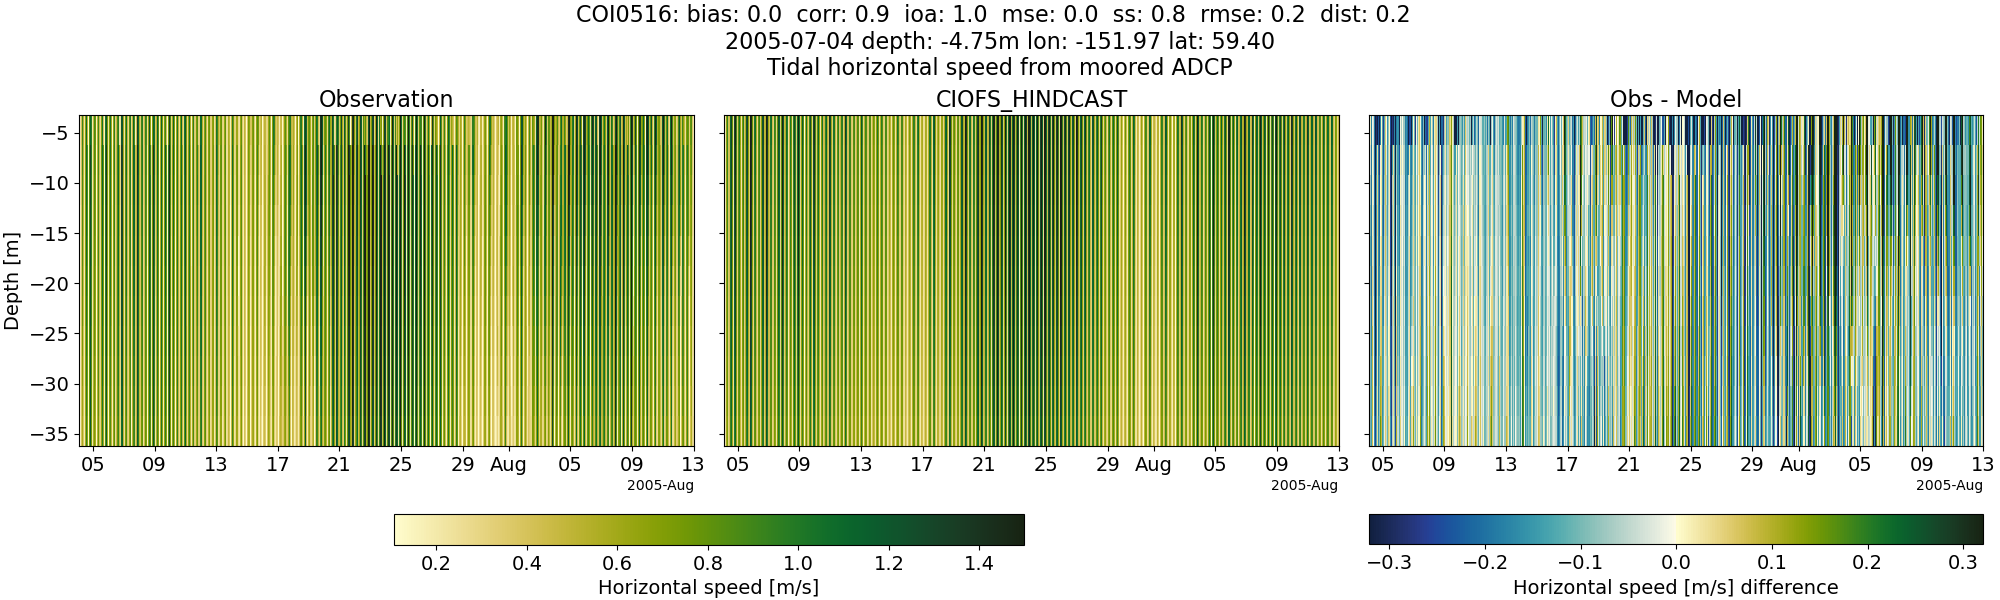 COI0516: bias: 0.0  corr: 0.9  ioa: 1.0  mse: 0.0  ss: 0.8  rmse: 0.2  dist: 0.2
2005-07-04 depth: -4.75m lon: -151.97 lat: 59.40
Tidal horizontal speed from moored ADCP
Observation
CIOFS_HINDCAST
Obs - Model
Depth [m]
−5
−10
−15
−20
−25
−30
−35
05 09 13 17 21 25 29 Aug 05 09 13
2005-Aug
05 09 13 17 21 25 29 Aug 05 09 13
2005-Aug
05 09 13 17 21 25 29 Aug 05 09 13
2005-Aug
0.2 0.4 0.6 0.8 1.0 1.2 1.4
Horizontal speed [m/s]
−0.3 −0.2 −0.1 0.0 0.1 0.2 0.3
Horizontal speed [m/s] difference